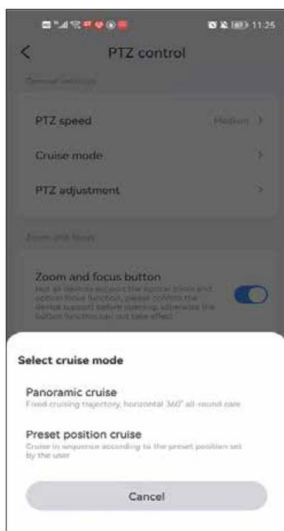 11:25
PTZ control
General settings
PTZ speed
Medium
Cruise mode
PTZ adjustment
Zoom and focus
Zoom and focus button
Not all devices support the optical zoom and
optical focus function, please confirm the
device support before opening, otherwise the
button function can not take effect
Select cruise mode
Panoramic cruise
Fixed cruising trajectory, horizontal 360° all-round care
Preset position cruise
Cruise in sequence according to the preset position set
by the user
Cancel